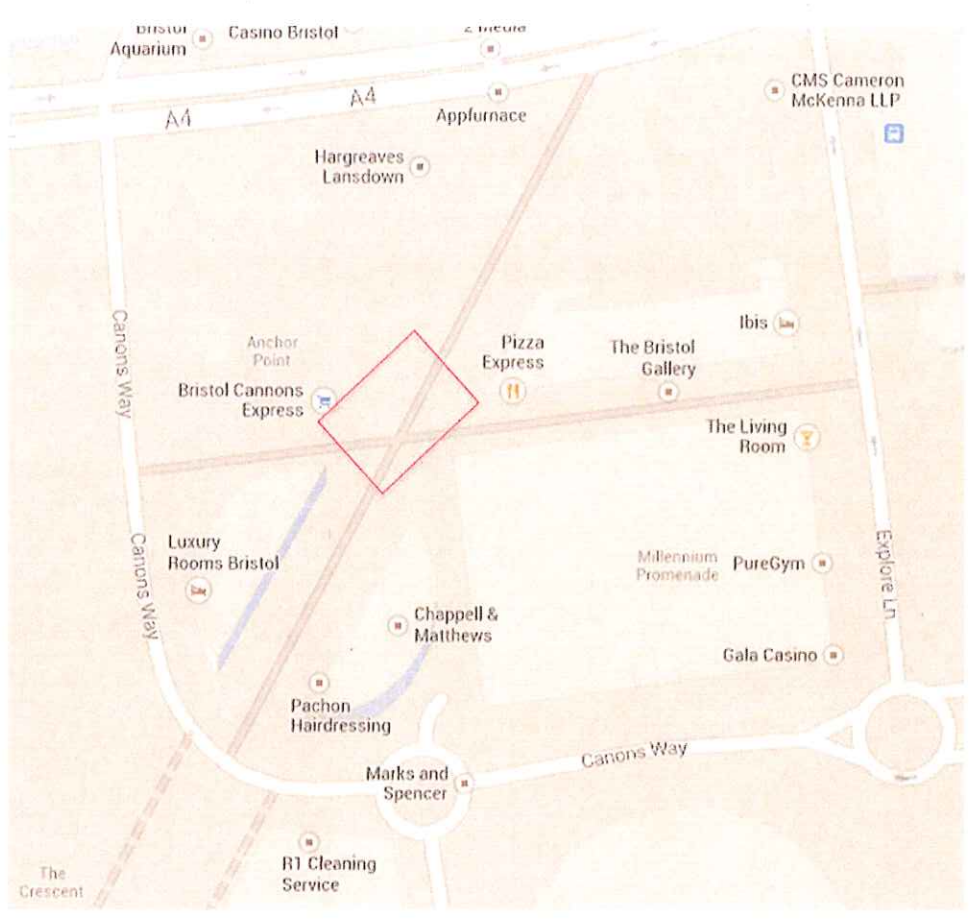 Bristol
Aquarium
Casino Bristol
A4
A4
Appfurnace
CMS Cameron
McKenna LLP
Hargreaves
Lansdown
Canons Way
Anchor
Point
Bristol Cannons
Express
Pizza
Express
The Bristol
Gallery
Ibis
The Living
Room
Canons Way
Luxury
Rooms Bristol
Millennium
Promenade
PureGym
Explore Ln
Chappell &
Matthews
Gala Casino
Pachon
Hairdressing
Canons Way
Marks and
Spencer
R1 Cleaning
Service
The
Crescent